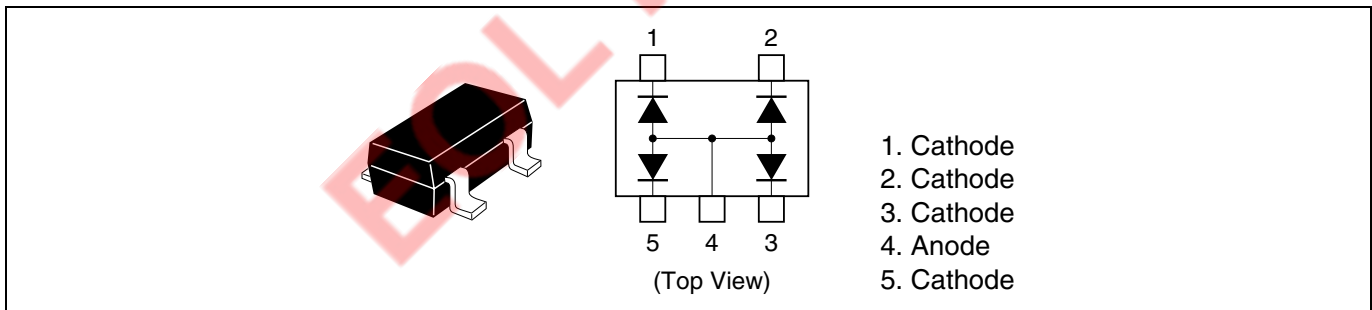 EOL
1 2
5 4 3
(Top View)
1. Cathode
2. Cathode
3. Cathode
4. Anode
5. Cathode